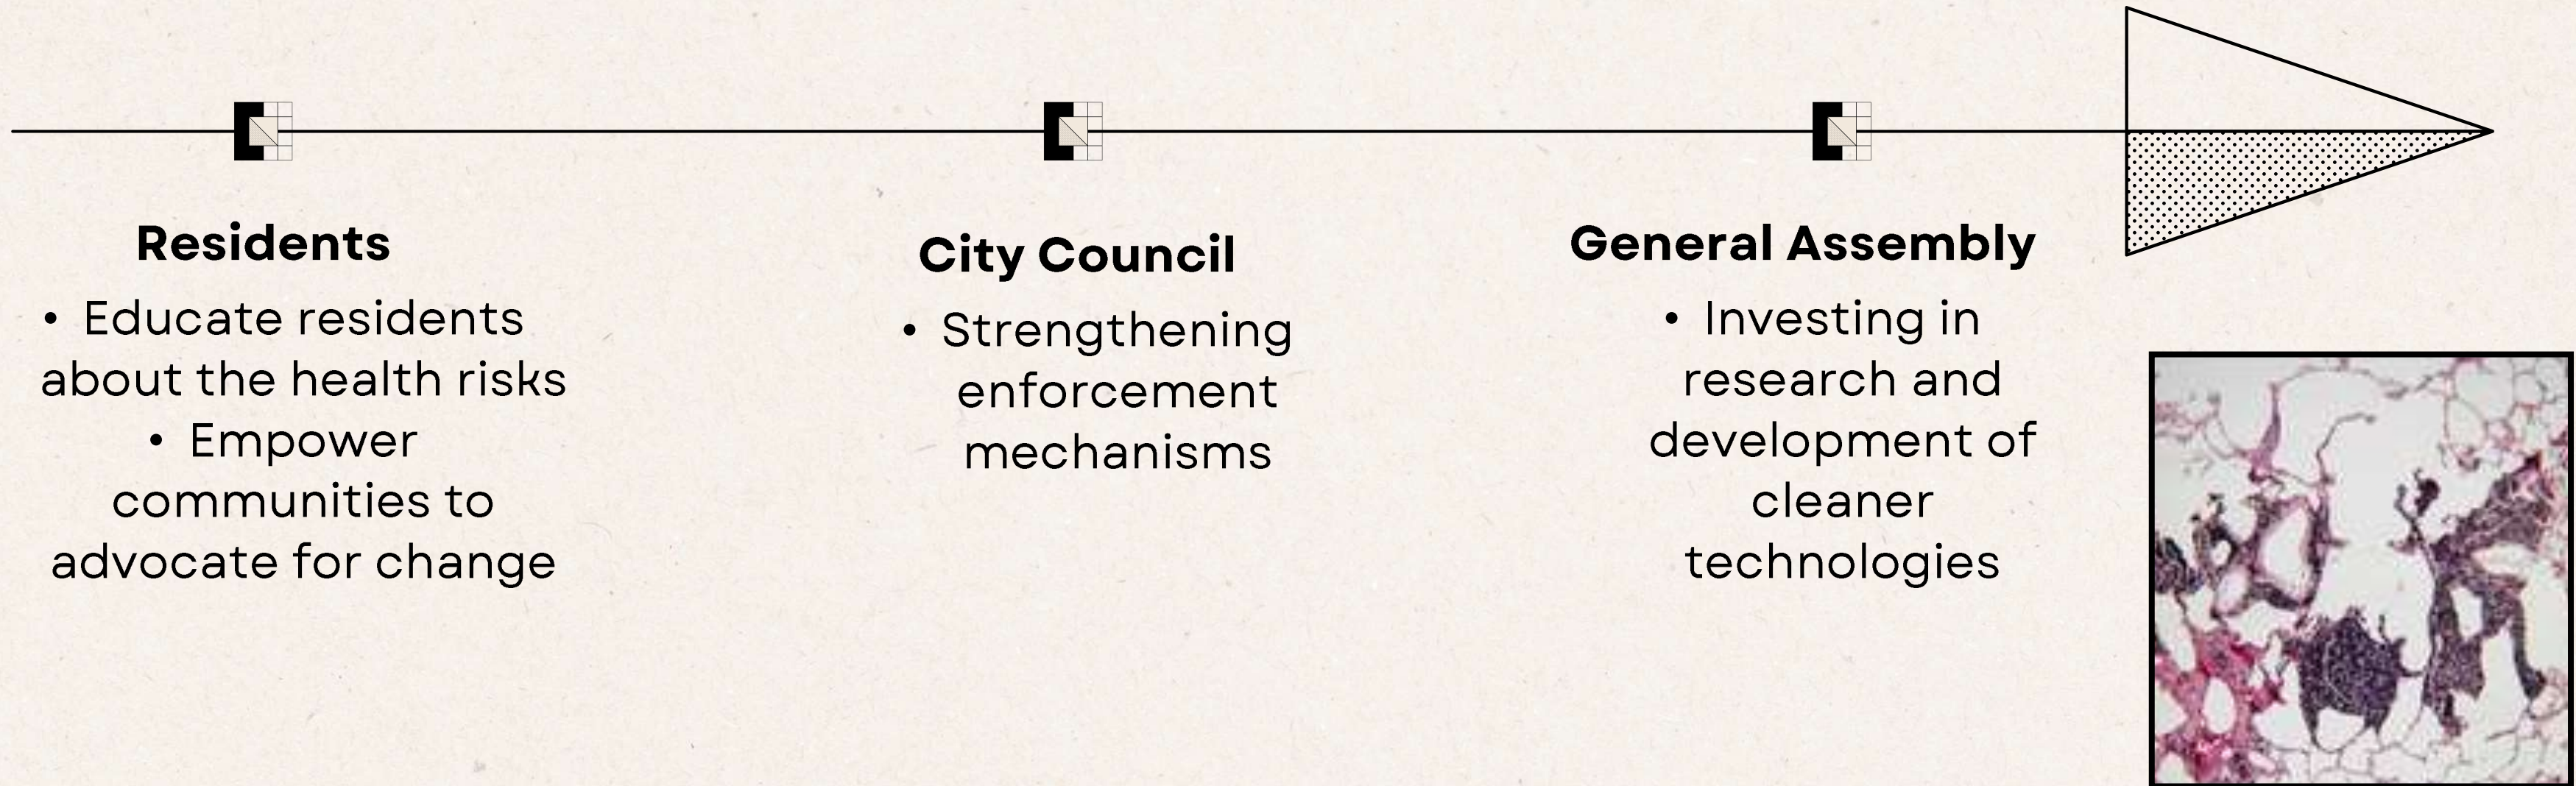 Residents
• Educate residents
about the health risks
• Empower
communities to
advocate for change
City Council
• Strengthening
enforcement
mechanisms
General Assembly
• Investing in
research and
development of
cleaner
technologies